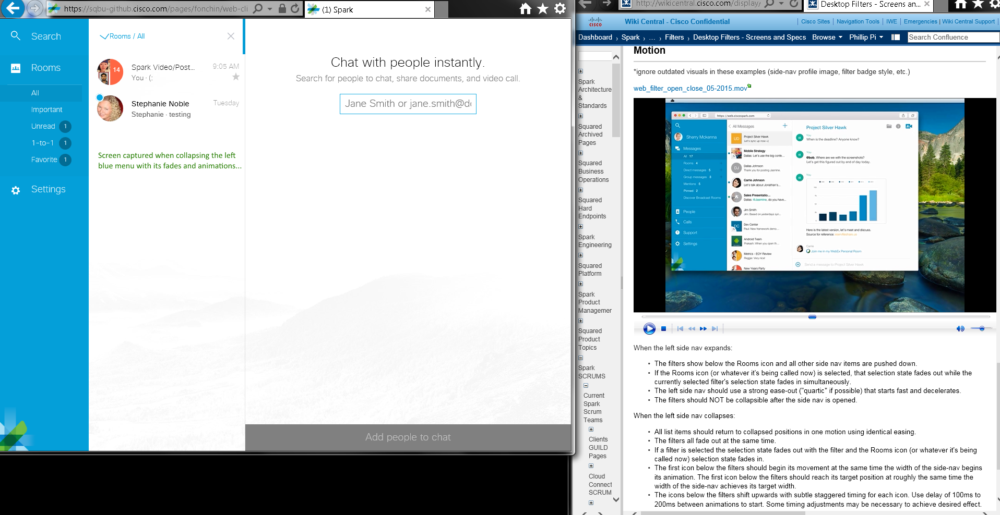 https://sqbu-github.cisco.com/pages/fonchin/web-cli
(1) Spark
Search
Rooms
All
Important
Unread 1
1-to-1 1
Favorite 1
Settings
Rooms / All
14
Spark Video/Post... 9:05 AM
You · (:
Stephanie Noble Tuesday
Stephanie · testing
Screen captured when collapsing the left
blue menu with its fades and animations...
Chat with people instantly.
Search for people to chat, share documents, and video call.
Jane Smith or jane.smith@d
Add people to chat
http://wikicentral.cisco.com/display/
Desktop Filters - Screens an...
cisco
Wiki Central - Cisco Confidential
Cisco Sites | Navigation Tools | IWE | Emergencies | Wiki Central Support
Dashboard › Spark › ... › Filters › Desktop Filters - Screens and Specs Browse Phillip Pi Search Confluence
Spark
Architecture
&
Standards
Squared
Archived
Pages
Squared
Business
Operations
Squared
Hard
Endpoints
Spark
Engineering
Squared
Platform
Spark
Product
Managemer
Squared
Product
Topics
Spark
SCRUMS
Current
Spark
Scrum
Teams
Clients
GUILD
Pages
Cloud
Connect
SCRUM
Motion
*ignore outdated visuals in these examples (side-nav profile image, filter badge style, etc.)
web_filter_open_close_05-2015.mov
https://web.ciscospark.com
Sherry Mckenna
Messages
All 17
Rooms 4
Direct messages 5
Group messages 3
Mentions 5
Pinned 2
Discover Broadcast Rooms
People
Calls
Support
Settings
All Messages
UD
Project Silver Hawk
Let's sync up now =)
Mobile Strategy
Dallas: Let's use the big confe...
DJ
Dallas Johnson
Thank you for posting Jasmine.
Carrie Johnson
Let's talk about Jonathan's...
Sales Presentatio...
Dallas: @Jasmine, do you have...
Jim Smith
Jim: Based on yesterdays syn...
DC
Dev Center
Paul: New framework demo...
Android Team
Prakash: When you open th...
Metrics - EOY Review
Reggie: Very nice!
New Years Party
Project Silver Hawk
You
When is the deadline? Anyone know?
You
@bob. Where are we with the screenshots?
Let's get this figured out by end of day today.
You
Here is the latest version, let's meet and discuss.
Source for reference:
Carrie
Join me in my WebEx Personal Room
Send a message to Project Silver Hawk
When the left side nav expands:
• The filters show below the Rooms icon and all other side nav items are pushed down.
• If the Rooms icon (or whatever it's being called now) is selected, that selection state fades out while the
currently selected filter's selection state fades in simultaneously.
• The left side nav should use a strong ease-out ("quartic" if possible) that starts fast and decelerates.
• The filters should NOT be collapsible after the side nav is opened.
When the left side nav collapses:
• All list items should return to collapsed positions in one motion using identical easing.
• The filters all fade out at the same time.
• If a filter is selected the selection state fades out with the filter and the Rooms icon (or whatever it's being
called now) selection state fades in.
• The first icon below the filters should begin its movement at the same time the width of the side-nav begins
its animation. The first icon below the filters should reach its target position at roughly the same time the
width of the side-nav achieves its target width.
• The icons below the filters shift upwards with subtle staggered timing for each icon. Use delay of 100ms to
200ms between animations to start. Some timing adjustments may be necessary to achieve desired effect.